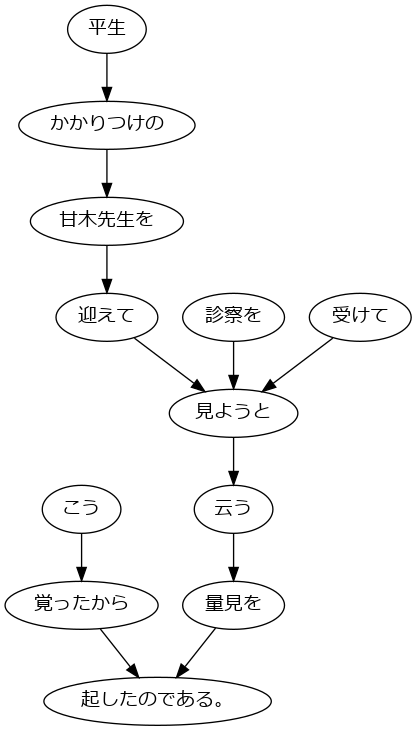 平生
かかりつけの
甘木先生を
迎えて
診察を
受けて
見ようと
こう
云う
覚ったから
量見を
起したのである。